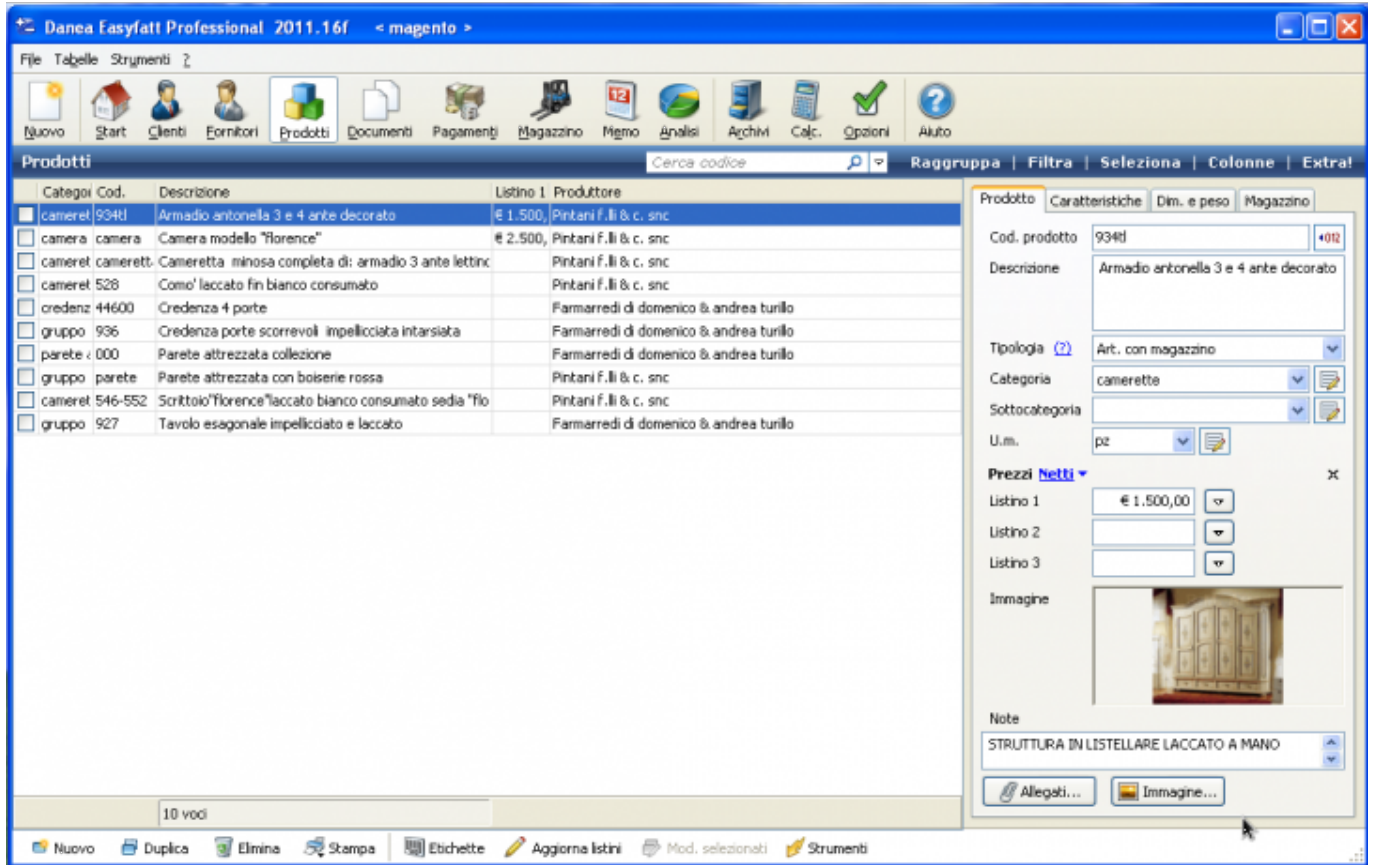 Danea Easyfatt Professional 2011.16f < magento >
File Tabelle Strumenti ?
Nuovo Start Clienti Fornitori Prodotti Documenti Pagamenti Magazzino Memo Analisi Archivi Calc. Opzioni Aiuto
Prodotti Cerca codice Raggruppa | Filtra | Seleziona | Colonne | Extra!
Categor Cod. Descrizione Listino 1 Produttore
cameret 934tl Armadio antonella 3 e 4 ante decorato € 1.500, Pintani f.lli & c. snc
camera camera Camera modello "florence" € 2.500, Pintani f.lli & c. snc
cameret camerett. Cameretta minosa completa di: armadio 3 ante lettino Pintani f.lli & c. snc
cameret 528 Como' laccato fin bianco consumato Pintani f.lli & c. snc
credenz 44600 Credenza 4 porte Farmarredi di domenico & andrea turillo
gruppo 936 Credenza porte scorrevoli impellicciata intarsiata Farmarredi di domenico & andrea turillo
parete 000 Parete attrezzata collezione Farmarredi di domenico & andrea turillo
gruppo parete Parete attrezzata con boiserie rossa Pintani f.lli & c. snc
cameret 546-552 Scrittoio"florence"laccato bianco consumato sedia "flo Pintani f.lli & c. snc
gruppo 927 Tavolo esagonale impellicciato e laccato Farmarredi di domenico & andrea turillo
10 voci
Prodotto Caratteristiche Dim. e peso Magazzino
Cod. prodotto 934tl 012
Descrizione Armadio antonella 3 e 4 ante decorato
Tipologia (?) Art. con magazzino
Categoria camerette
Sottocategoria
U.m. pz
Prezzi Netti
Listino 1 € 1.500,00
Listino 2
Listino 3
Immagine
Note
STRUTTURA IN LISTELLARE LACCATO A MANO
Allegati... Immagine...
Nuovo Duplica Elimina Stampa Etichette Aggiorna listini Mod. selezionati Strumenti